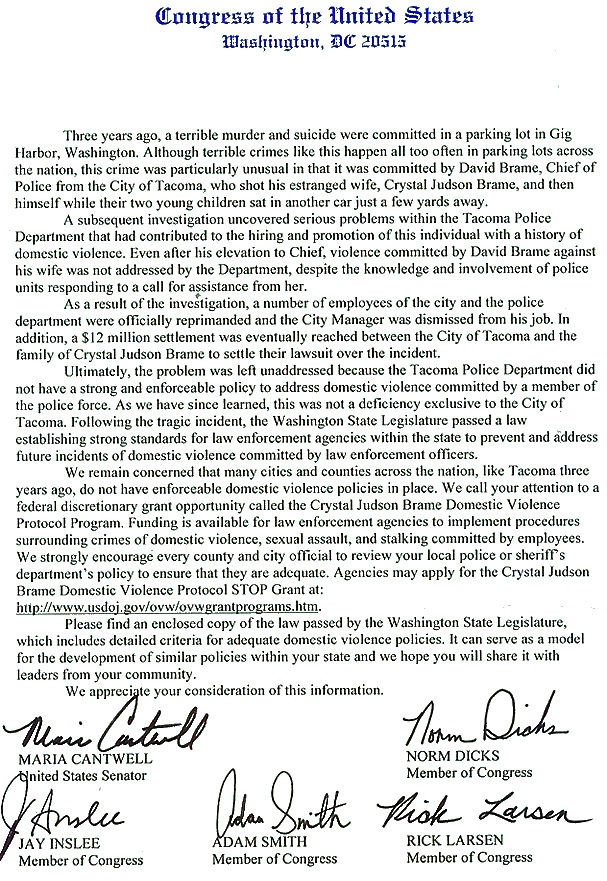 Congress of the United States
Washington, DC 20515
Three years ago, a terrible murder and suicide were committed in a parking lot in Gig
Harbor, Washington. Although terrible crimes like this happen all too often in parking lots across
the nation, this crime was particularly unusual in that it was committed by David Brame, Chief of
Police from the City of Tacoma, who shot his estranged wife, Crystal Judson Brame, and then
himself while their two young children sat in another car just a few yards away.
A subsequent investigation uncovered serious problems within the Tacoma Police
Department that had contributed to the hiring and promotion of this individual with a history of
domestic violence. Even after his elevation to Chief, violence committed by David Brame against
his wife was not addressed by the Department, despite the knowledge and involvement of police
units responding to a call for assistance from her.
As a result of the investigation, a number of employees of the city and the police
department were officially reprimanded and the City Manager was dismissed from his job. In
addition, a $12 million settlement was eventually reached between the City of Tacoma and the
family of Crystal Judson Brame to settle their lawsuit over the incident.
Ultimately, the problem was left unaddressed because the Tacoma Police Department did
not have a strong and enforceable policy to address domestic violence committed by a member of
the police force. As we have since learned, this was not a deficiency exclusive to the City of
Tacoma. Following the tragic incident, the Washington State Legislature passed a law
establishing strong standards for law enforcement agencies within the state to prevent and address
future incidents of domestic violence committed by law enforcement officers.
We remain concerned that many cities and counties across the nation, like Tacoma three
years ago, do not have enforceable domestic violence policies in place. We call your attention to a
federal discretionary grant opportunity called the Crystal Judson Brame Domestic Violence
Protocol Program. Funding is available for law enforcement agencies to implement procedures
surrounding crimes of domestic violence, sexual assault, and stalking committed by employees.
We strongly encourage every county and city official to review your local police or sheriff's
department's policy to ensure that they are adequate. Agencies may apply for the Crystal Judson
Brame Domestic Violence Protocol STOP Grant at:
http://www.usdoj.gov/ovw/ovwgrantprograms.htm.
Please find an enclosed copy of the law passed by the Washington State Legislature,
which includes detailed criteria for adequate domestic violence policies. It can serve as a model
for the development of similar policies within your state and we hope you will share it with
leaders from your community.
We appreciate your consideration of this information.
Maria Cantwell
MARIA CANTWELL
United States Senator
Norm Dicks
NORM DICKS
Member of Congress
J Inslee
JAY INSLEE
Member of Congress
Adam Smith
ADAM SMITH
Member of Congress
Rick Larsen
RICK LARSEN
Member of Congress